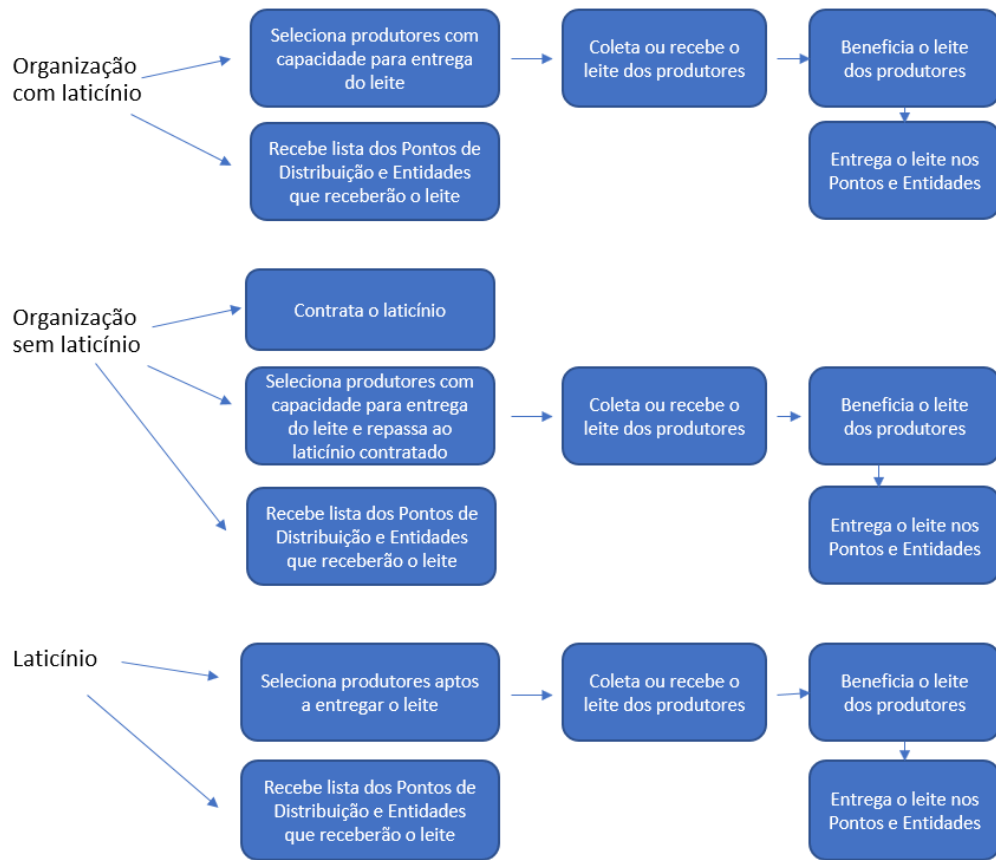 Organização
com laticínio
Seleciona produtores com
capacidade para entrega
do leite
Coleta ou recebe o
leite dos produtores
Beneficia o leite
dos produtores
Recebe lista dos Pontos de
Distribuição e Entidades
que receberão o leite
Entrega o leite nos
Pontos e Entidades
Organização
sem laticínio
Contrata o laticínio
Seleciona produtores com
capacidade para entrega
do leite e repassa ao
laticínio contratado
Coleta ou recebe o
leite dos produtores
Beneficia o leite
dos produtores
Recebe lista dos Pontos de
Distribuição e Entidades
que receberão o leite
Entrega o leite nos
Pontos e Entidades
Laticínio
Seleciona produtores aptos
a entregar o leite
Coleta ou recebe o
leite dos produtores
Beneficia o leite
dos produtores
Recebe lista dos Pontos de
Distribuição e Entidades
que receberão o leite
Entrega o leite nos
Pontos e Entidades